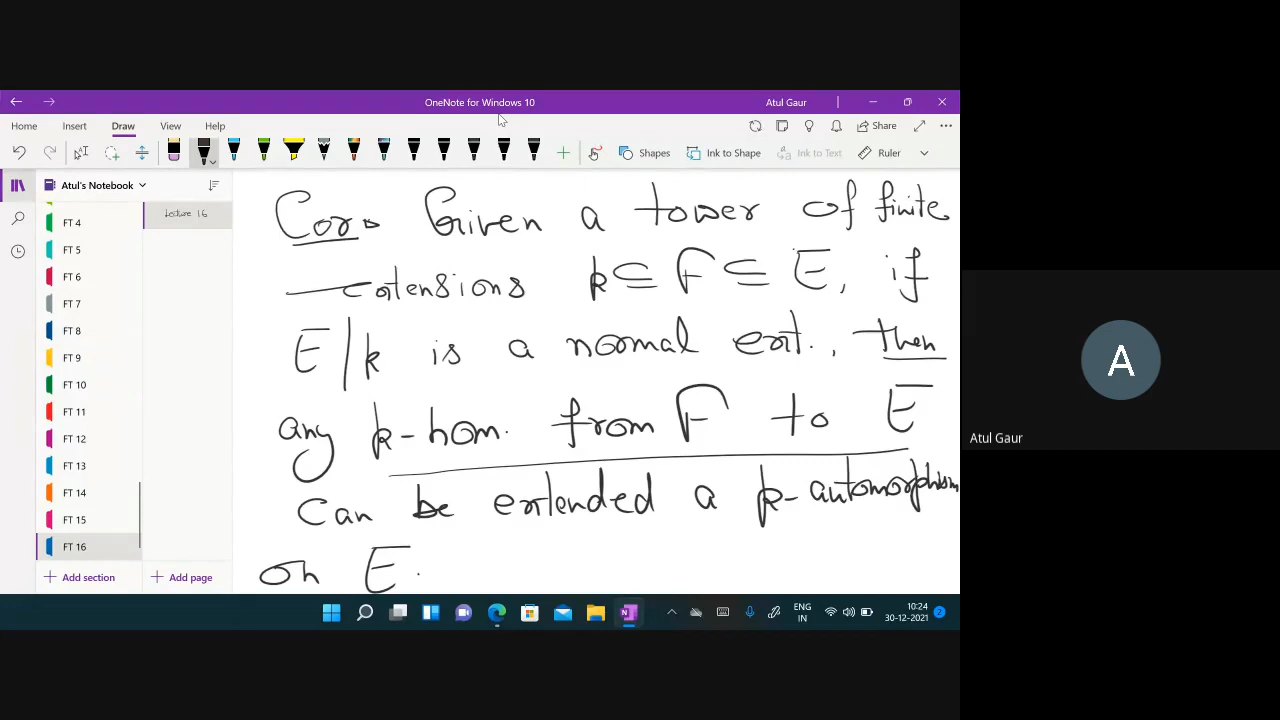 OneNote for Windows 10
Atul Gaur
Home Insert Draw View Help
Share
Shapes
Ink to Shape
Ink to Text
Ruler
Atul's Notebook
Lecture 16
FT 4
FT 5
FT 6
FT 7
FT 8
FT 9
FT 10
FT 11
FT 12
FT 13
FT 14
FT 15
FT 16
Add section
Add page
Cor. Given a tower of finite
extensions k ⊆ F ⊆ E, if
E/k is a normal ext., then
any k-hom. from F to E
can be extended a k-automorphism
on E.
A
Atul Gaur
ENG
IN
10:24
30-12-2021
2